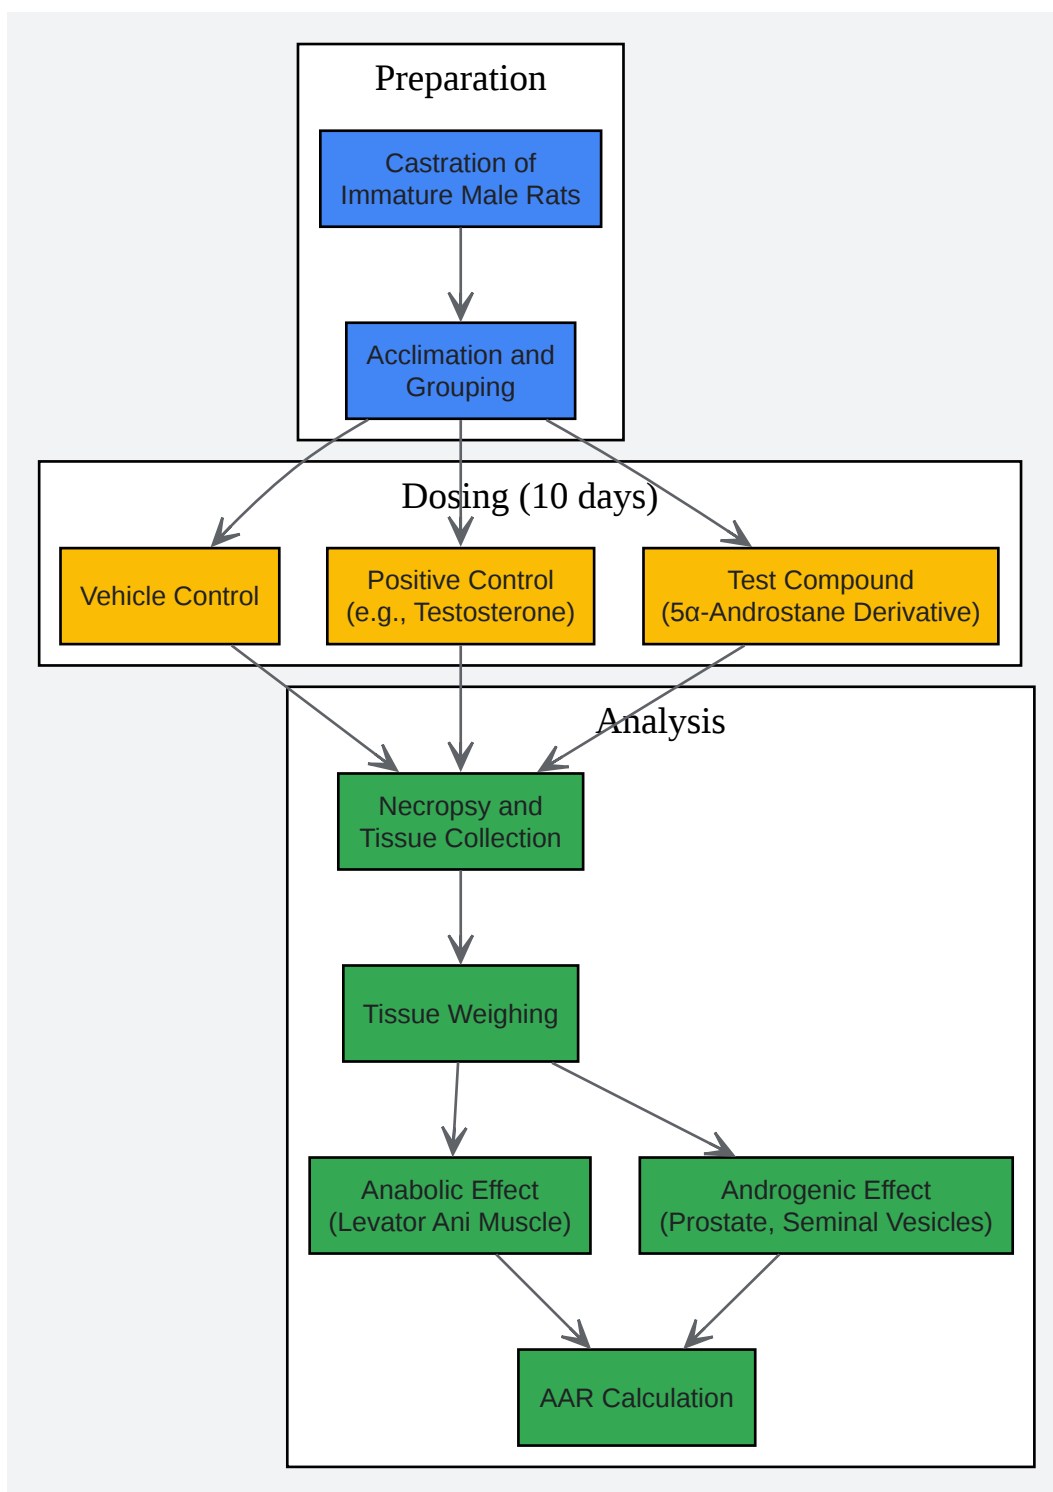 Preparation
Castration of
Immature Male Rats
Acclimation and
Grouping
Dosing (10 days)
Vehicle Control
Positive Control
(e.g., Testosterone)
Test Compound
(5α-Androstane Derivative)
Analysis
Necropsy and
Tissue Collection
Tissue Weighing
Anabolic Effect
(Levator Ani Muscle)
Androgenic Effect
(Prostate, Seminal Vesicles)
AAR Calculation